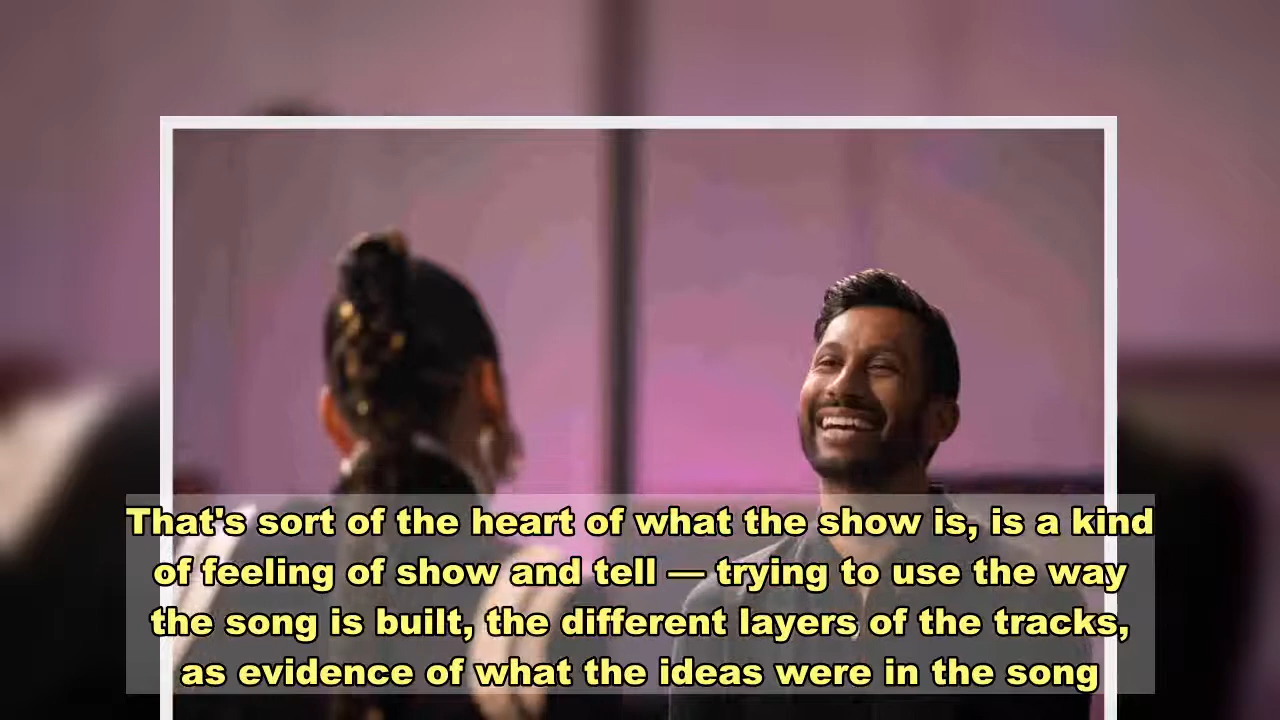 That's sort of the heart of what the show is, is a kind
of feeling of show and tell — trying to use the way
the song is built, the different layers of the tracks,
as evidence of what the ideas were in the song